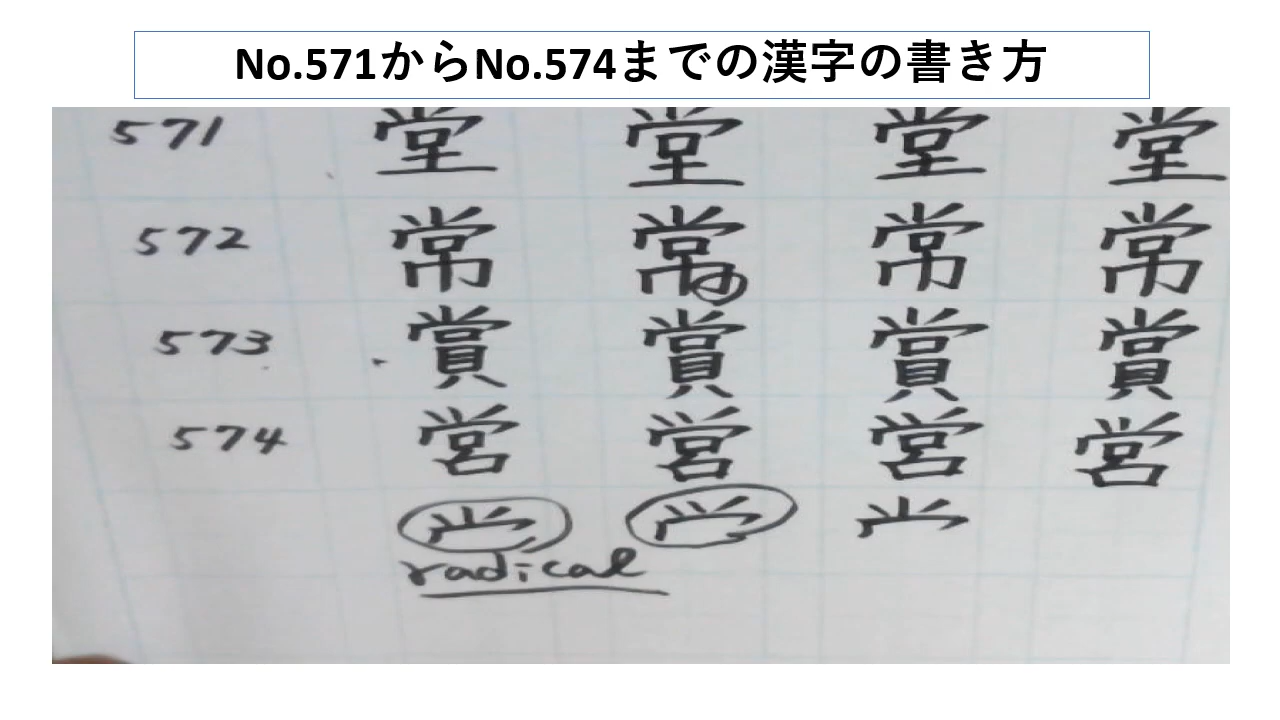 No.571からNo.574までの漢字の書き方
571 堂 堂 堂 堂
572 常 常 常 常
573 賞 賞 賞 賞
574 営 営 営 営
radical